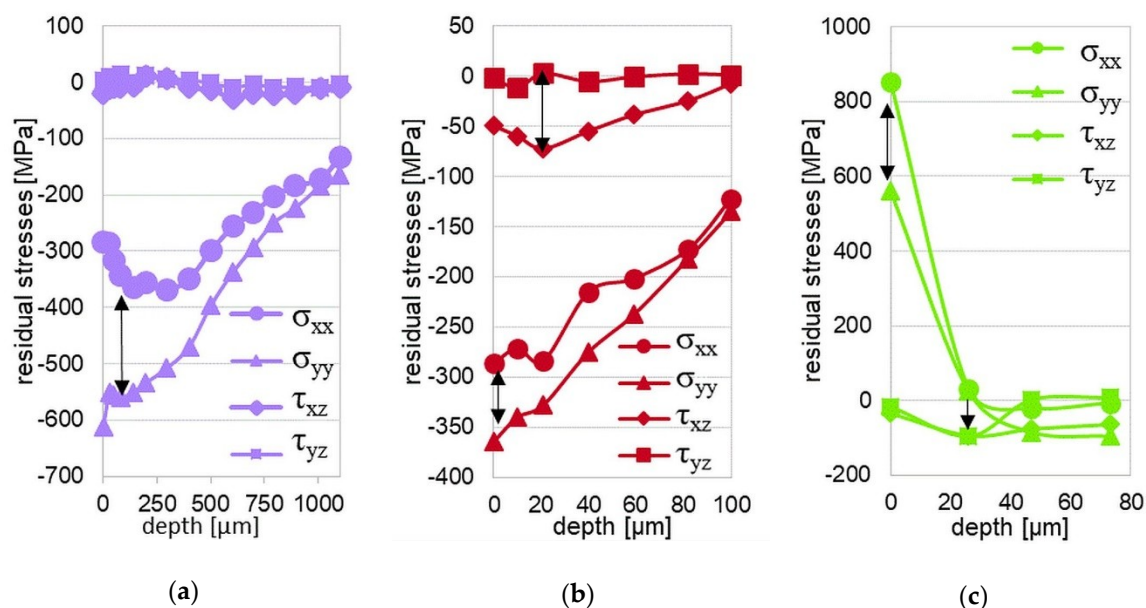 residual stresses [MPa]
100
0
-100
-200
-300
-400
-500
-600
-700
σxx
σyy
τxz
τyz
0 250 500 750 1000
depth [μm]
(a)
residual stresses [MPa]
50
0
-50
-100
-150
-200
-250
-300
-350
-400
σxx
σyy
τxz
τyz
0 20 40 60 80 100
depth [μm]
(b)
residual stresses [MPa]
1000
800
600
400
200
0
-200
σxx
σyy
τxz
τyz
0 20 40 60 80
depth [μm]
(c)